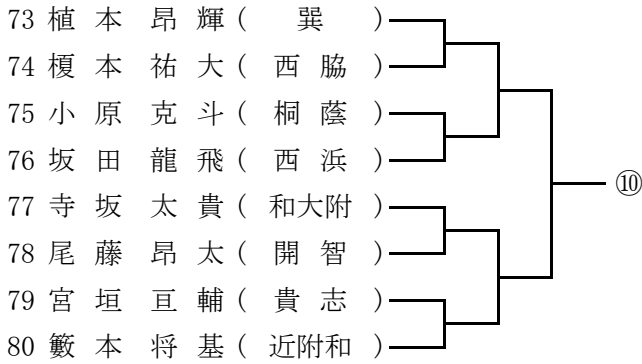 73 植本 昂輝 ( 巽 )
74 榎本 祐大 ( 西脇 )
75 小原 克斗 ( 桐蔭 )
76 坂田 龍飛 ( 西浜 )
⑩
77 寺坂 太貴 ( 和大附 )
78 尾藤 昂太 ( 開智 )
79 宮垣 亘輔 ( 貴志 )
80 籔本 将基 ( 近附和 )